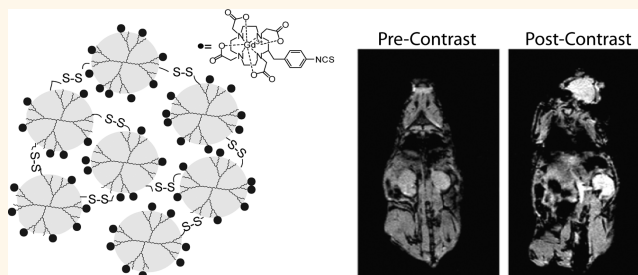 Pre-Contrast
Post-Contrast
O
O
O
O
N
N
Gd3+
N
N
O
O
O
O
NCS
S-S
S-S
S-S
S-S
S-S
S-S
S-S
S-S